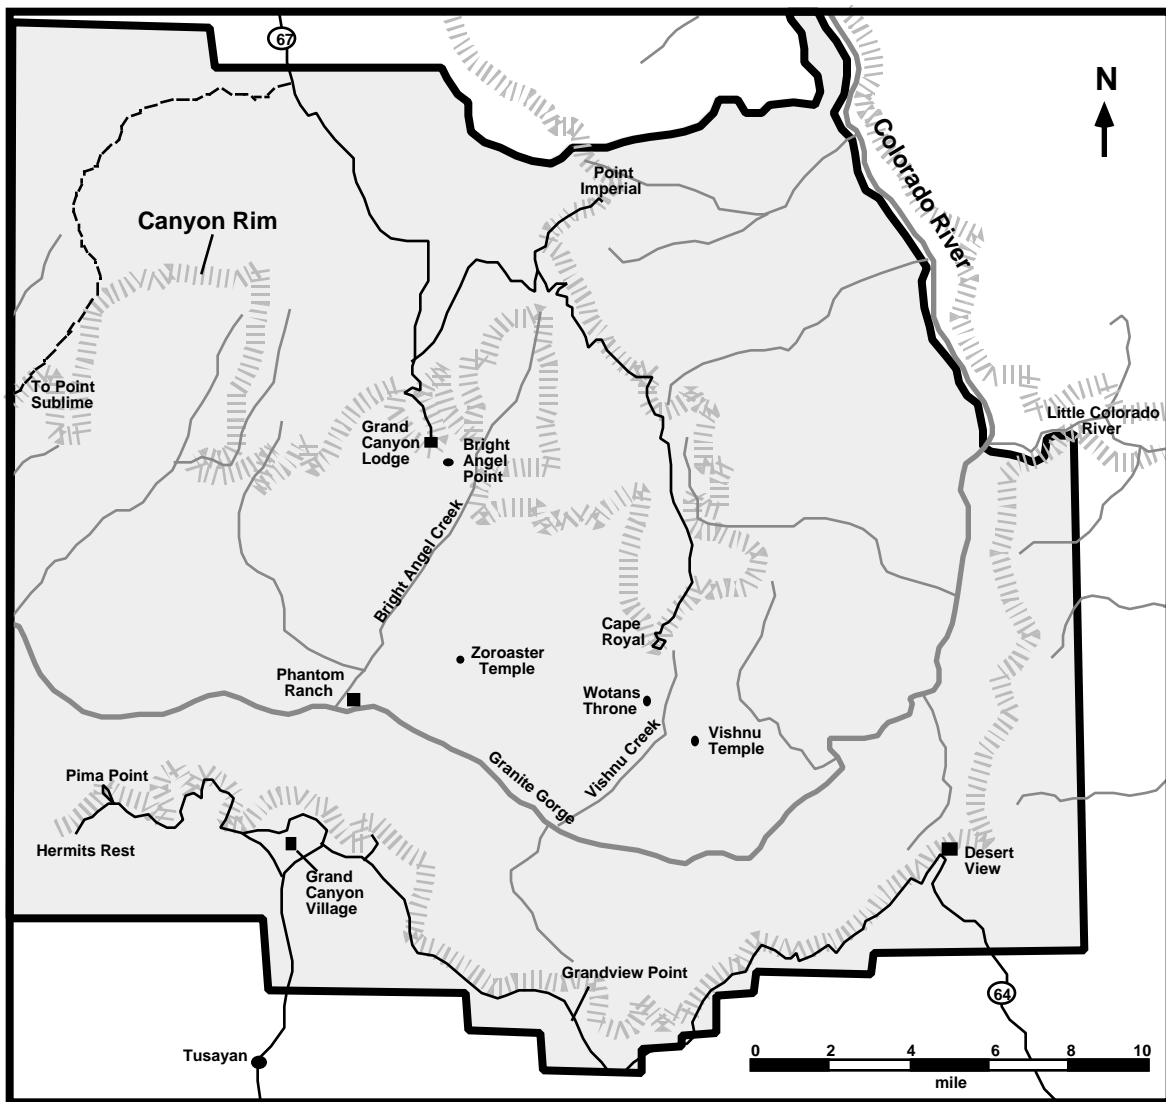 67
N
Colorado River
Point
Imperial
Canyon Rim
To Point
Sublime
Grand
Canyon
Lodge
Bright
Angel
Point
Little Colorado
River
Bright Angel Creek
Cape
Royal
Zoroaster
Temple
Phantom
Ranch
Wotans
Throne
Vishnu Creek
Vishnu
Temple
Granite Gorge
Pima Point
Hermits Rest
Grand
Canyon
Village
Desert
View
Grandview Point
64
Tusayan
0 2 4 6 8 10
mile